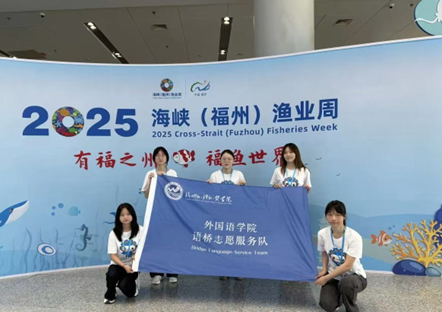 2025 海峡（福州）渔业周
2025 Cross-Strait (Fuzhou) Fisheries Week
有福之州 福鱼世界
外国语学院
语桥志愿服务队
Bridge Language Service Team